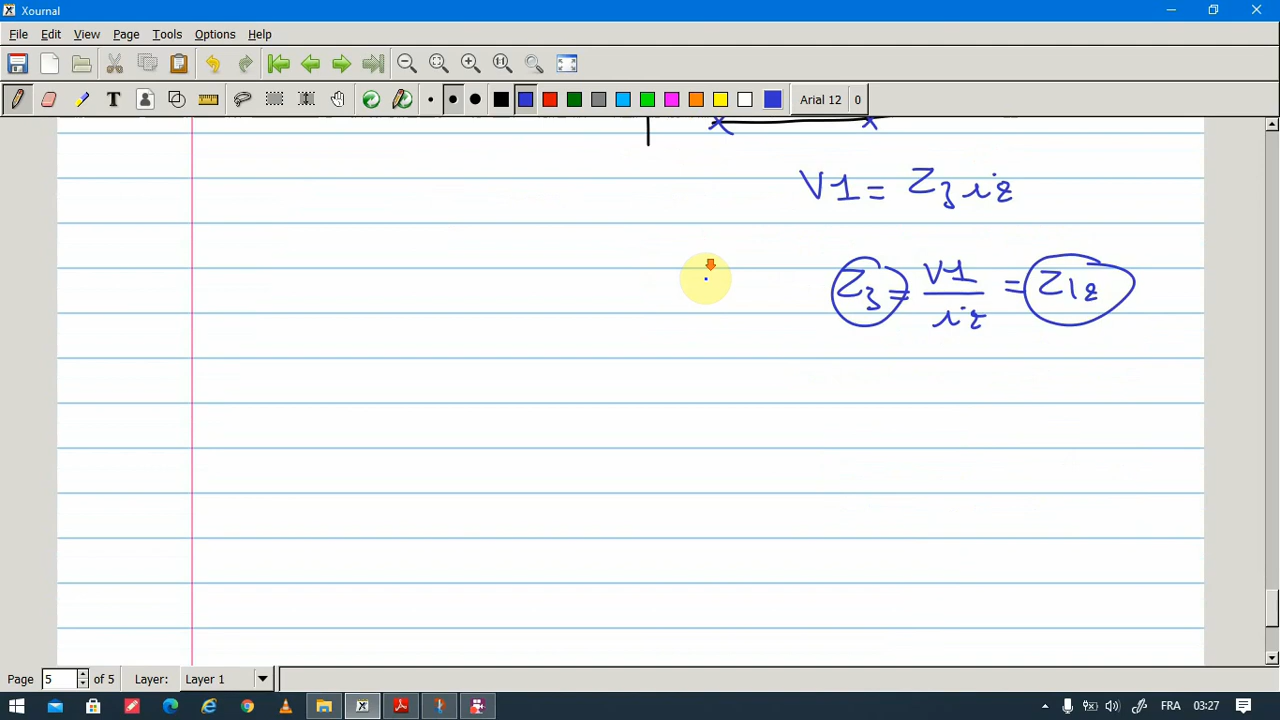 Xournal
File Edit View Page Tools Options Help
Arial 12 0
V1 = Z3 i2
Z3 = V1 / i2 = Z12
Page 5 of 5 Layer: Layer 1
FR 03:27